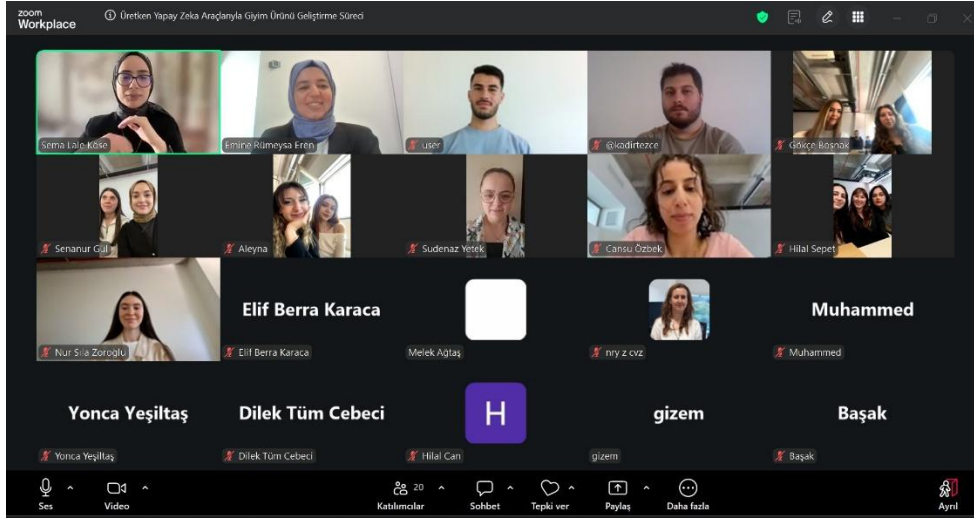 zoom
Workplace
Üretken Yapay Zeka Araçlarıyla Giyim Ürünü Geliştirme Süreci
Sema Lale Köse
Emine Rümeysa Eren
user
@kadirtezce
Gökçe Boşnak
Senanur Gül
Aleyna
Sudenaz Yetek
Cansu Özbek
Hilal Sepet
Nur Sıla Zoroğlu
Elif Berra Karaca
Elif Berra Karaca
Melek Ağtaş
nry z cvz
Muhammed
Muhammed
Yonca Yeşiltaş
Yonca Yeşiltaş
Dilek Tüm Cebeci
Dilek Tüm Cebeci
H
Hilal Can
gizem
gizem
Başak
Başak
Ses
Video
20
Katılımcılar
Sohbet
Tepki ver
Paylaş
Daha fazla
Ayrıl